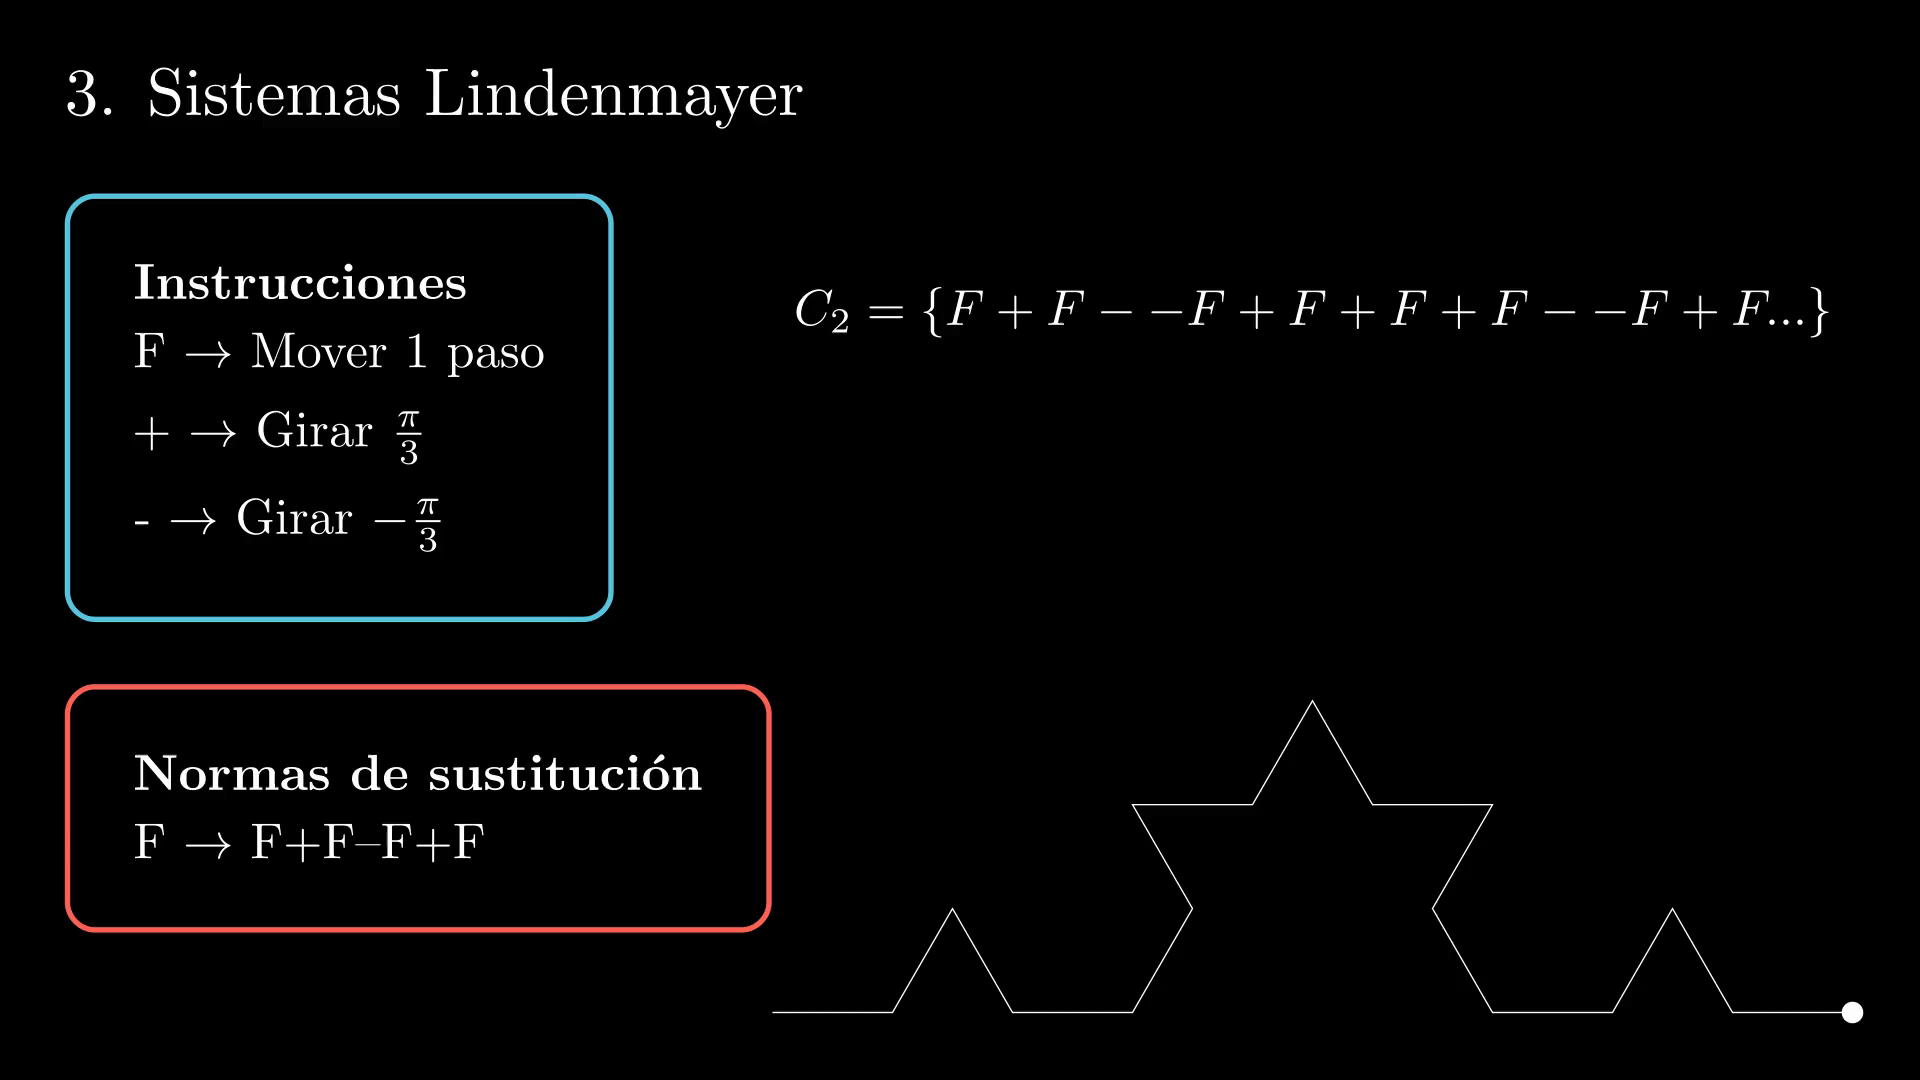 3. Sistemas Lindenmayer
Instrucciones
F → Mover 1 paso
+ → Girar π/3
- → Girar −π/3
C₂ = {F + F − −F + F + F + F − −F + F...}
Normas de sustitución
F → F+F–F+F